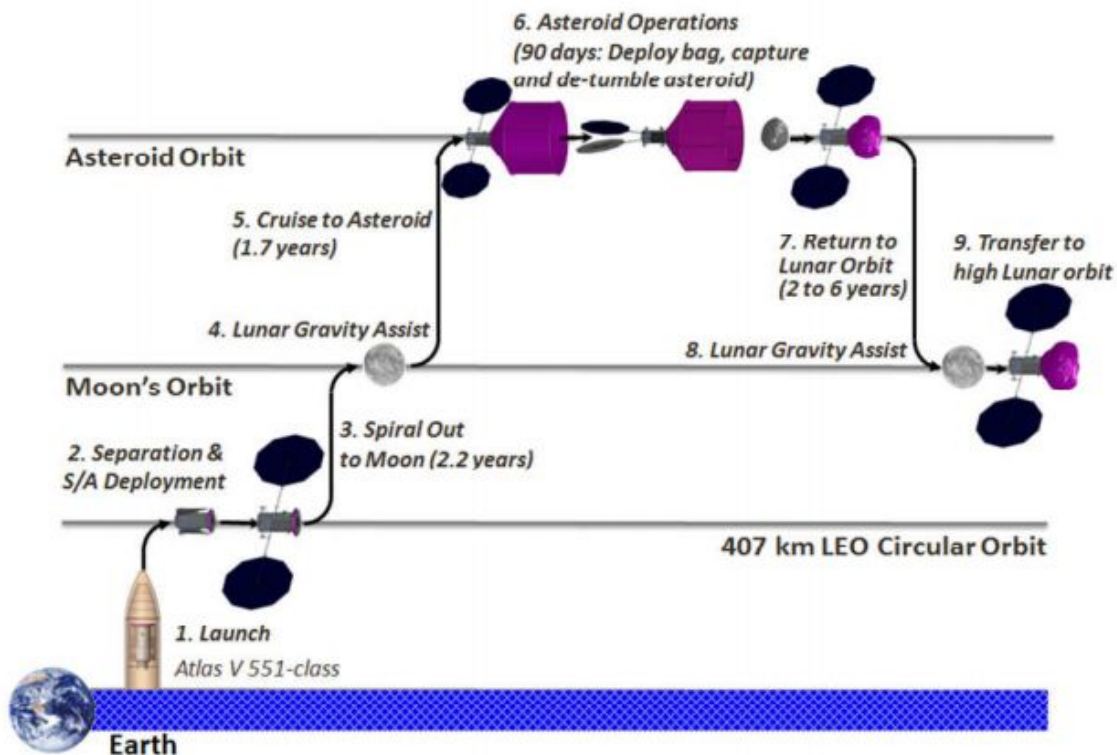 6. Asteroid Operations
(90 days: Deploy bag, capture
and de-tumble asteroid)
Asteroid Orbit
5. Cruise to Asteroid
(1.7 years)
7. Return to
Lunar Orbit
(2 to 6 years)
9. Transfer to
high Lunar orbit
4. Lunar Gravity Assist
8. Lunar Gravity Assist
Moon's Orbit
3. Spiral Out
to Moon (2.2 years)
2. Separation &
S/A Deployment
407 km LEO Circular Orbit
1. Launch
Atlas V 551-class
Earth